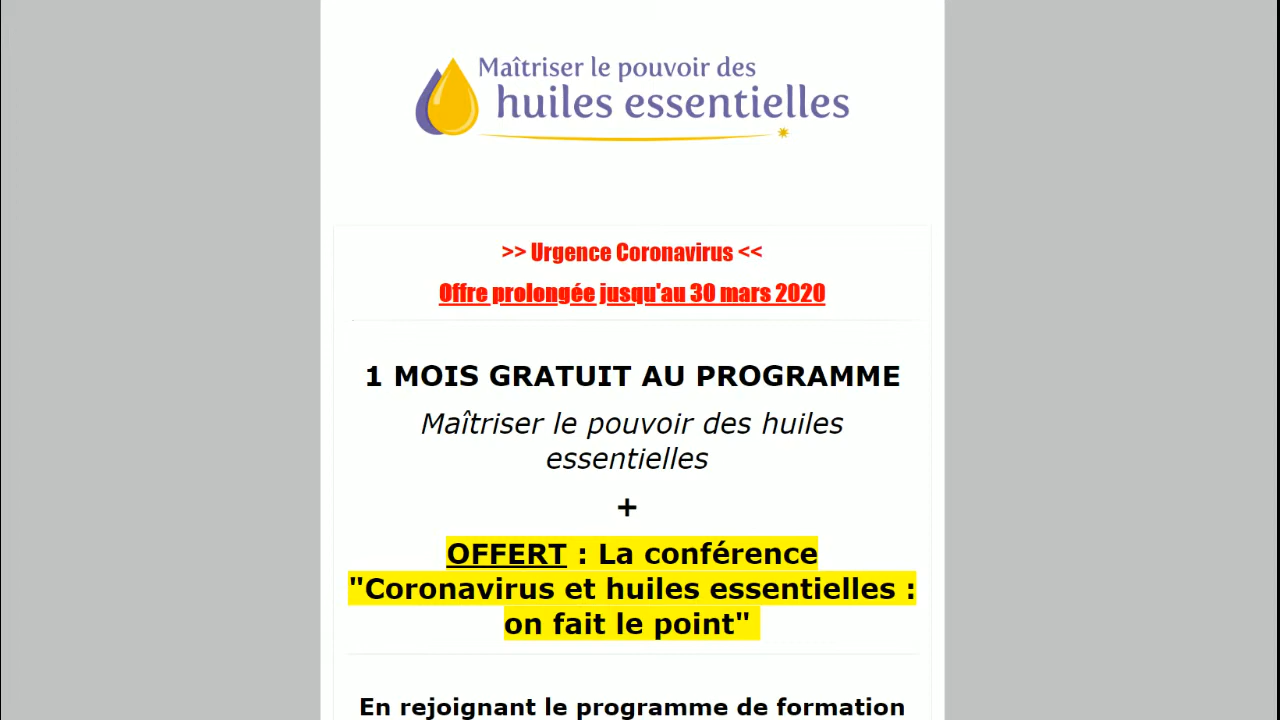 Maîtriser le pouvoir des
huiles essentielles
>> Urgence Coronavirus <<
Offre prolongée jusqu'au 30 mars 2020
1 MOIS GRATUIT AU PROGRAMME
Maîtriser le pouvoir des huiles
essentielles
+
OFFERT : La conférence
"Coronavirus et huiles essentielles :
on fait le point"
En rejoignant le programme de formation